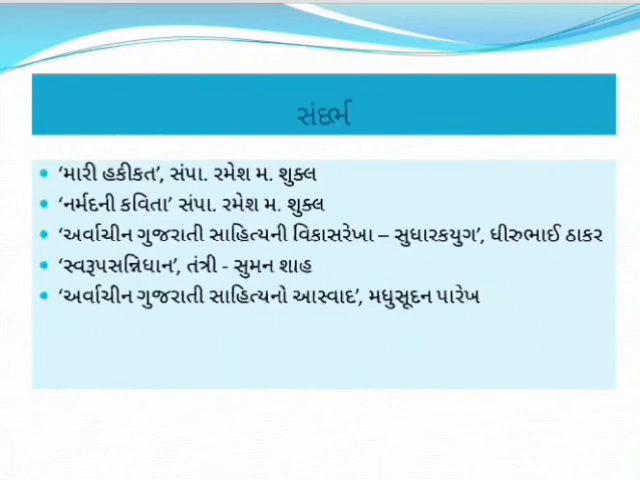 સંદર્ભ
‘મારી હકીકત’, સંપા. રમેશ મ. શુક્લ
‘નર્મદની કવિતા’ સંપા. રમેશ મ. શુક્લ
‘અર્વાચીન ગુજરાતી સાહિત્યની વિકાસરેખા – સુધારકયુગ’, ધીરુભાઈ ઠાકર
‘સ્વરૂપસન્નિધાન’, તંત્રી - સુમન શાહ
‘અર્વાચીન ગુજરાતી સાહિત્યનો આસ્વાદ’, મધુસૂદન પારેખ